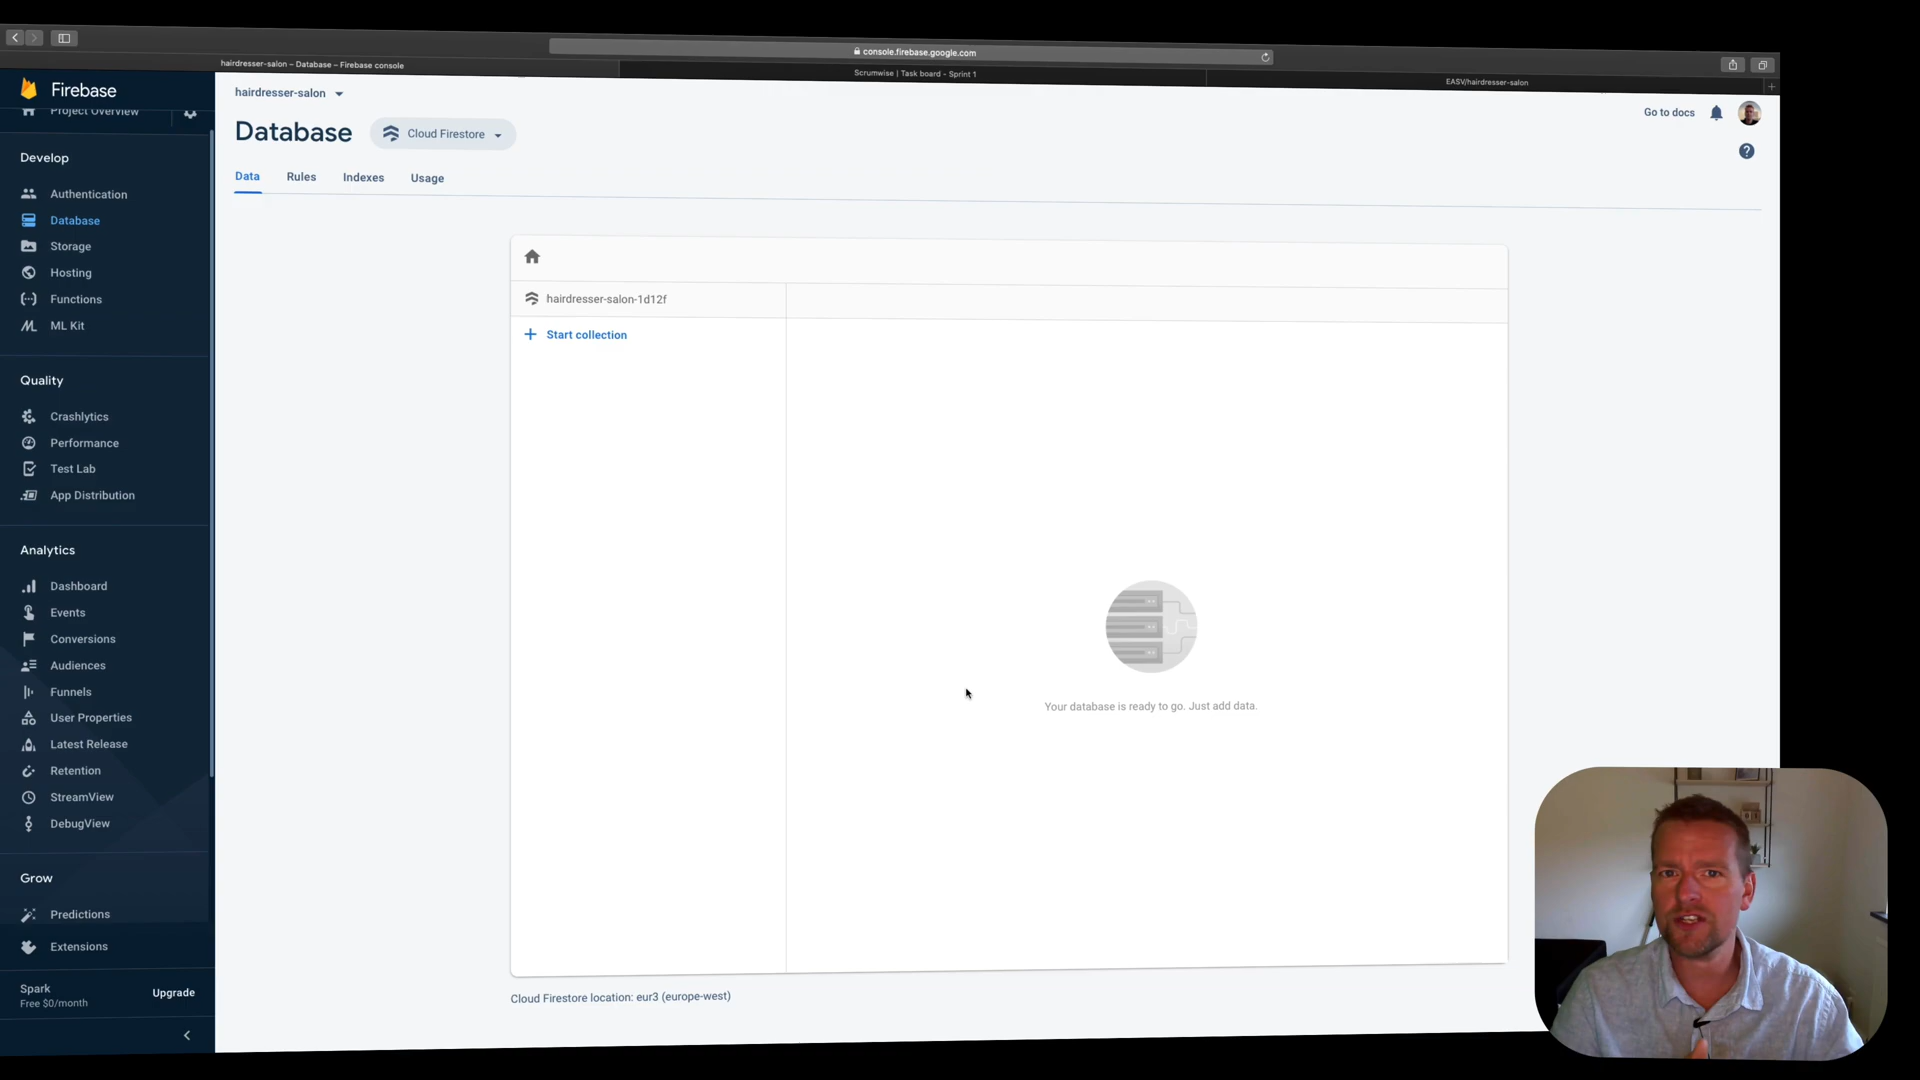 console.firebase.google.com
hairdresser-salon – Database – Firebase console
Scrumwise | Task board - Sprint 1
EASV/hairdresser-salon
Firebase
Project Overview
Develop
Authentication
Database
Storage
Hosting
Functions
ML Kit
Quality
Crashlytics
Performance
Test Lab
App Distribution
Analytics
Dashboard
Events
Conversions
Audiences
Funnels
User Properties
Latest Release
Retention
StreamView
DebugView
Grow
Predictions
Extensions
Spark
Free $0/month
Upgrade
hairdresser-salon
Go to docs
Database
Cloud Firestore
Data
Rules
Indexes
Usage
hairdresser-salon-1d12f
Start collection
Your database is ready to go. Just add data.
Cloud Firestore location: eur3 (europe-west)